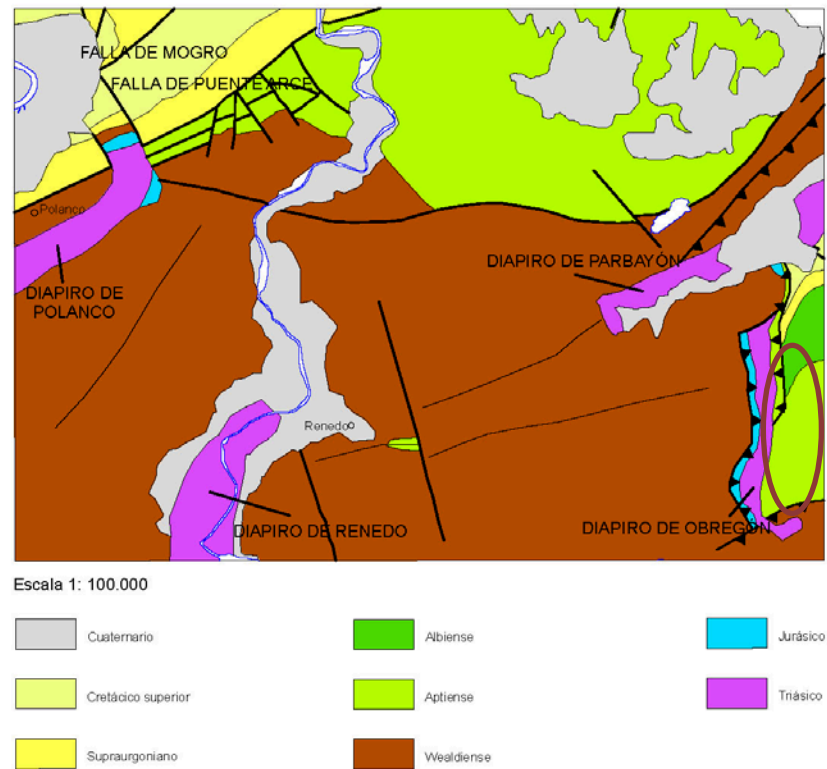 FALLA DE MOGRO
FALLA DE PUENTE ARCE
Polanco
DIAPIRO DE PARBAYÓN
DIAPIRO DE
POLANCO
Renedo
DIAPIRO DE RENEDO
DIAPIRO DE OBREGÓN
Escala 1: 100.000
Cuaternario
Albiense
Jurásico
Cretácico superior
Aptiense
Triásico
Supraurgoniano
Wealdiense